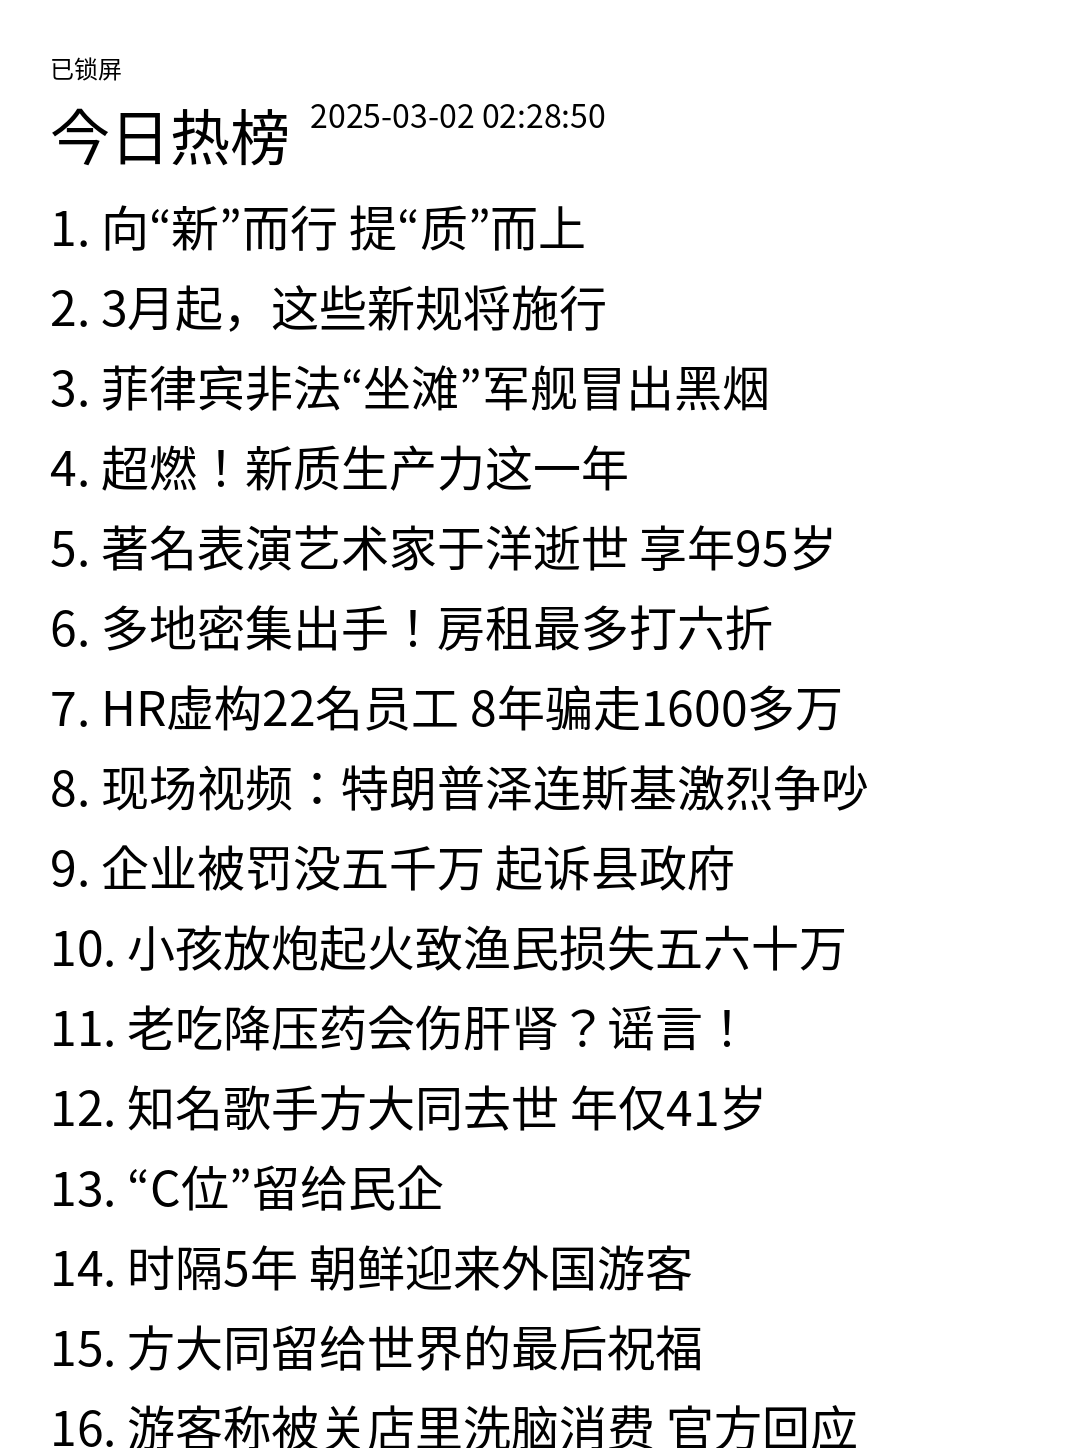 已锁屏
今日热榜 2025-03-02 02:28:50
1. 向“新”而行 提“质”而上
2. 3月起，这些新规将施行
3. 菲律宾非法“坐滩”军舰冒出黑烟
4. 超燃！新质生产力这一年
5. 著名表演艺术家于洋逝世 享年95岁
6. 多地密集出手！房租最多打六折
7. HR虚构22名员工 8年骗走1600多万
8. 现场视频：特朗普泽连斯基激烈争吵
9. 企业被罚没五千万 起诉县政府
10. 小孩放炮起火致渔民损失五六十万
11. 老吃降压药会伤肝肾？谣言！
12. 知名歌手方大同去世 年仅41岁
13. “C位”留给民企
14. 时隔5年 朝鲜迎来外国游客
15. 方大同留给世界的最后祝福
16. 游客称被关店里洗脑消费 官方回应